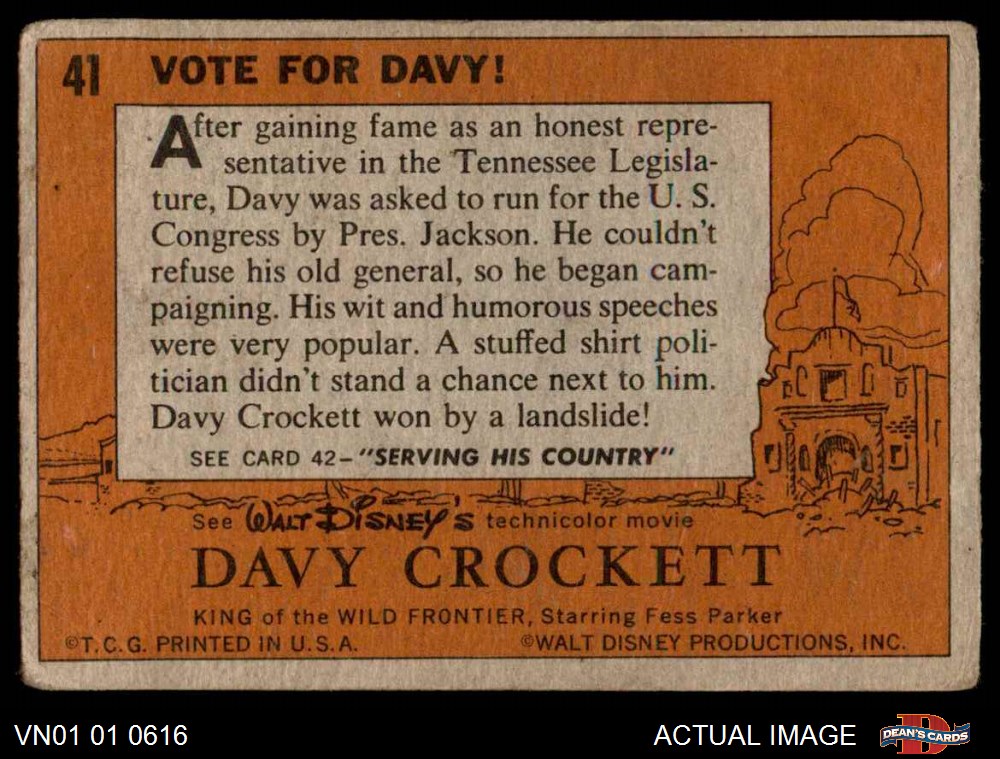 41 VOTE FOR DAVY!
After gaining fame as an honest repre-
sentative in the Tennessee Legisla-
ture, Davy was asked to run for the U. S.
Congress by Pres. Jackson. He couldn't
refuse his old general, so he began cam-
paigning. His wit and humorous speeches
were very popular. A stuffed shirt poli-
tician didn't stand a chance next to him.
Davy Crockett won by a landslide!
SEE CARD 42–"SERVING HIS COUNTRY"
See WALT DISNEY'S technicolor movie
DAVY CROCKETT
KING of the WILD FRONTIER, Starring Fess Parker
©T.C.G. PRINTED IN U.S.A. ©WALT DISNEY PRODUCTIONS, INC.
VN01 01 0616 ACTUAL IMAGE DEAN'S CARDS